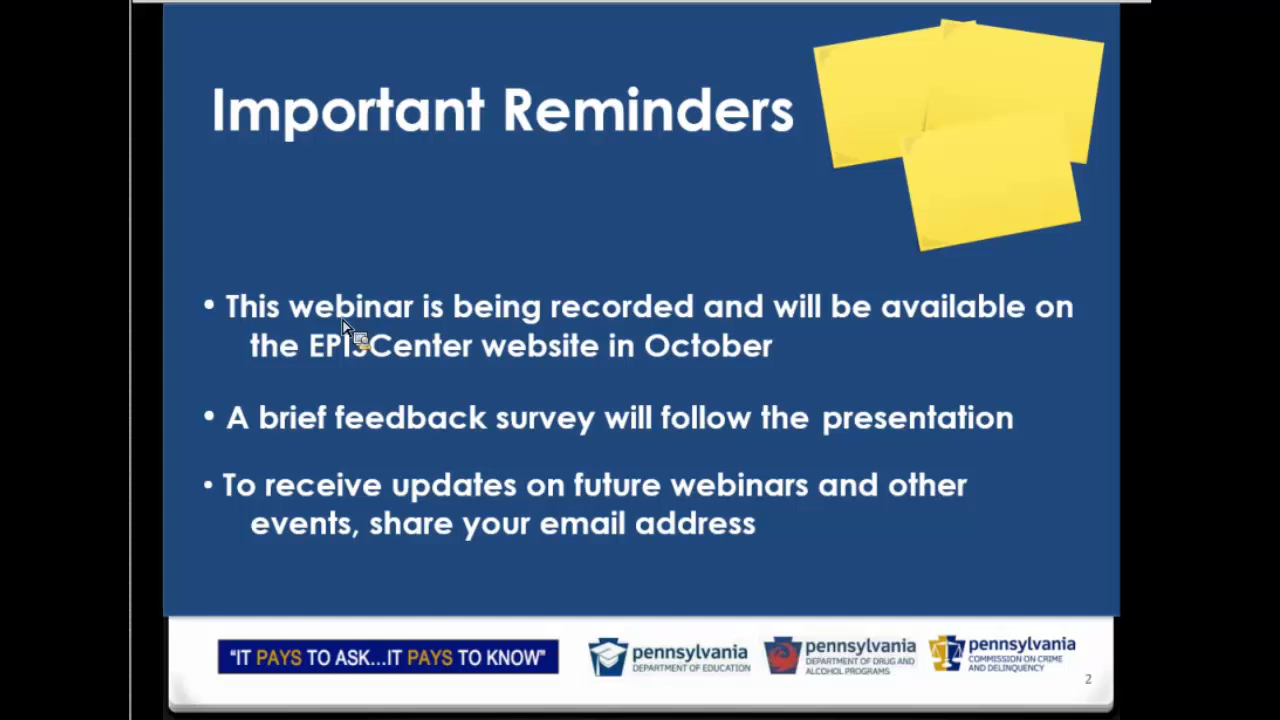 Important Reminders
• This webinar is being recorded and will be available on
the EPISCenter website in October
• A brief feedback survey will follow the presentation
• To receive updates on future webinars and other
events, share your email address
“IT PAYS TO ASK...IT PAYS TO KNOW”
pennsylvania
DEPARTMENT OF EDUCATION
pennsylvania
DEPARTMENT OF DRUG AND
ALCOHOL PROGRAMS
pennsylvania
COMMISSION ON CRIME
AND DELINQUENCY
2